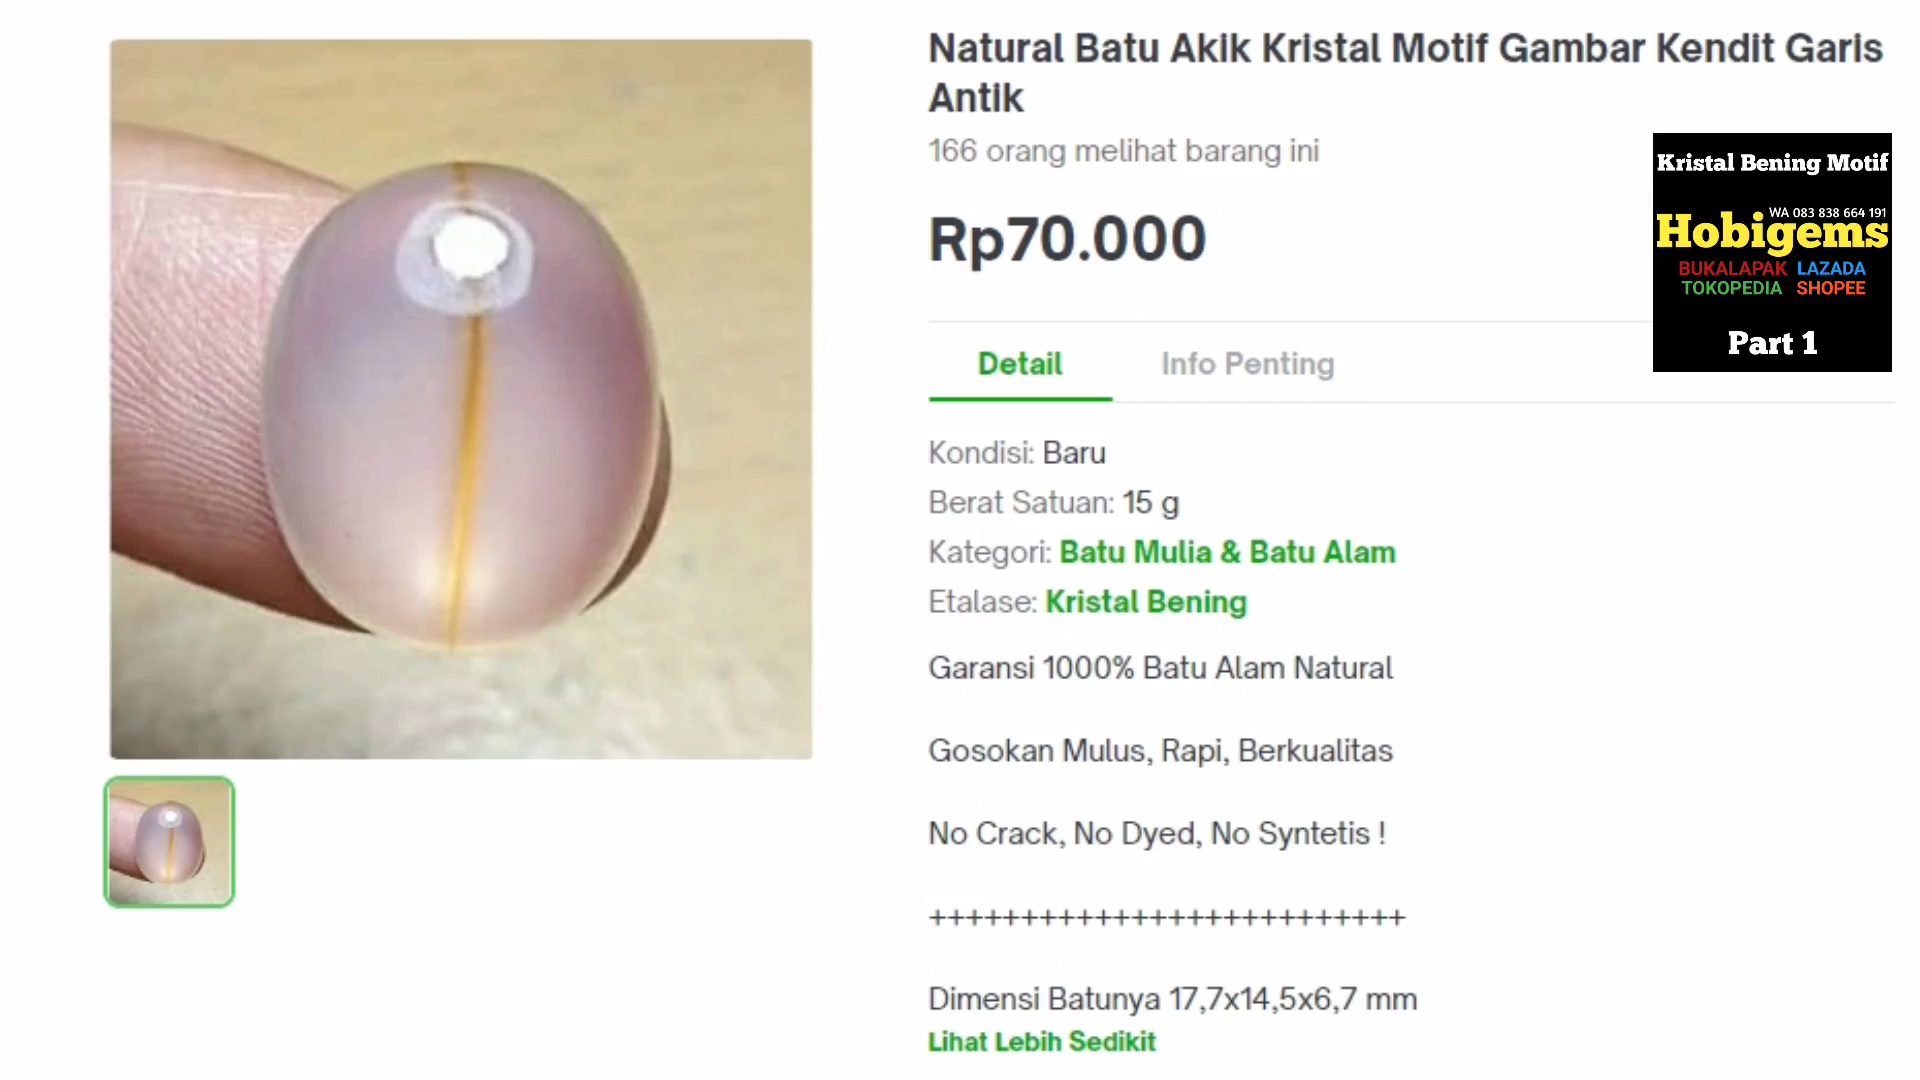 Natural Batu Akik Kristal Motif Gambar Kendit Garis
Antik
166 orang melihat barang ini
Rp70.000
Kristal Bening Motif
WA 083 838 664 191
Hobigems
BUKALAPAK LAZADA
TOKOPEDIA SHOPEE
Part 1
Detail Info Penting
Kondisi: Baru
Berat Satuan: 15 g
Kategori: Batu Mulia & Batu Alam
Etalase: Kristal Bening
Garansi 1000% Batu Alam Natural
Gosokan Mulus, Rapi, Berkualitas
No Crack, No Dyed, No Syntetis !
++++++++++++++++++++++++++
Dimensi Batunya 17,7x14,5x6,7 mm
Lihat Lebih Sedikit